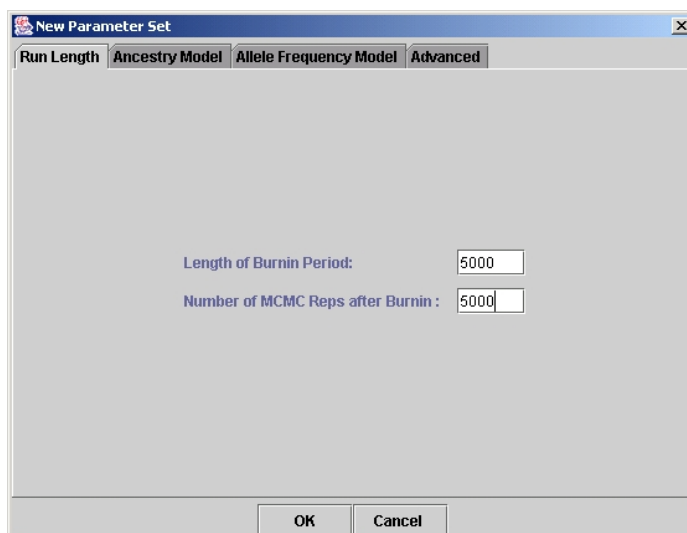 New Parameter Set
Run Length Ancestry Model Allele Frequency Model Advanced
Length of Burnin Period: 5000
Number of MCMC Reps after Burnin : 5000
OK Cancel